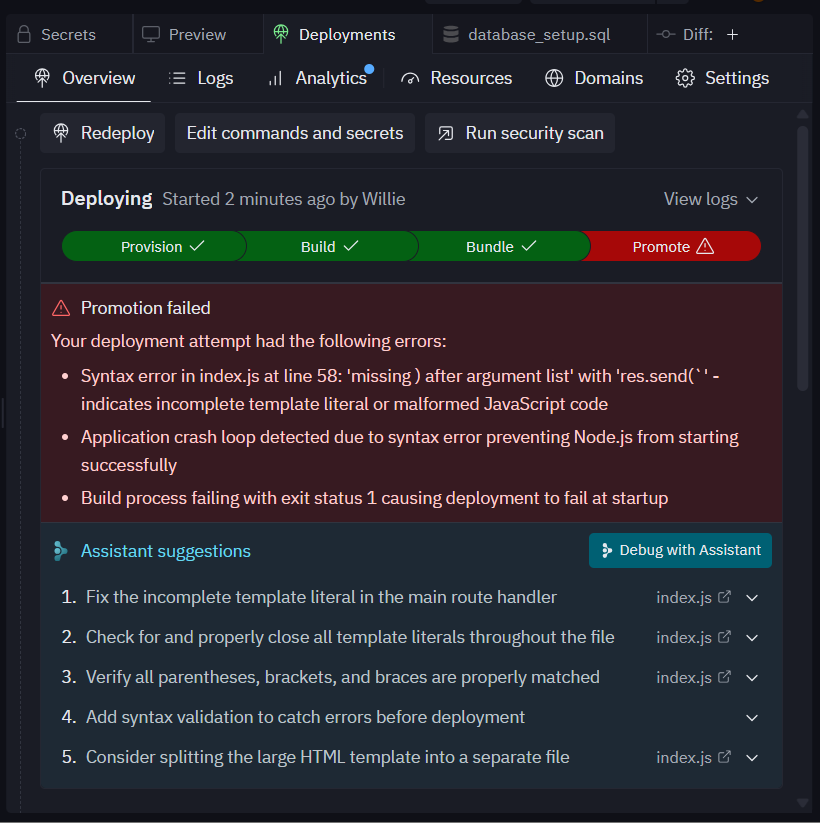 Secrets Preview Deployments database_setup.sql Diff: +
Overview Logs Analytics Resources Domains Settings
Redeploy Edit commands and secrets Run security scan
Deploying Started 2 minutes ago by Willie View logs
Provision Build Bundle Promote
Promotion failed
Your deployment attempt had the following errors:
• Syntax error in index.js at line 58: 'missing ) after argument list' with 'res.send(`' -
indicates incomplete template literal or malformed JavaScript code
• Application crash loop detected due to syntax error preventing Node.js from starting
successfully
• Build process failing with exit status 1 causing deployment to fail at startup
Assistant suggestions Debug with Assistant
1. Fix the incomplete template literal in the main route handler index.js
2. Check for and properly close all template literals throughout the file index.js
3. Verify all parentheses, brackets, and braces are properly matched index.js
4. Add syntax validation to catch errors before deployment
5. Consider splitting the large HTML template into a separate file index.js